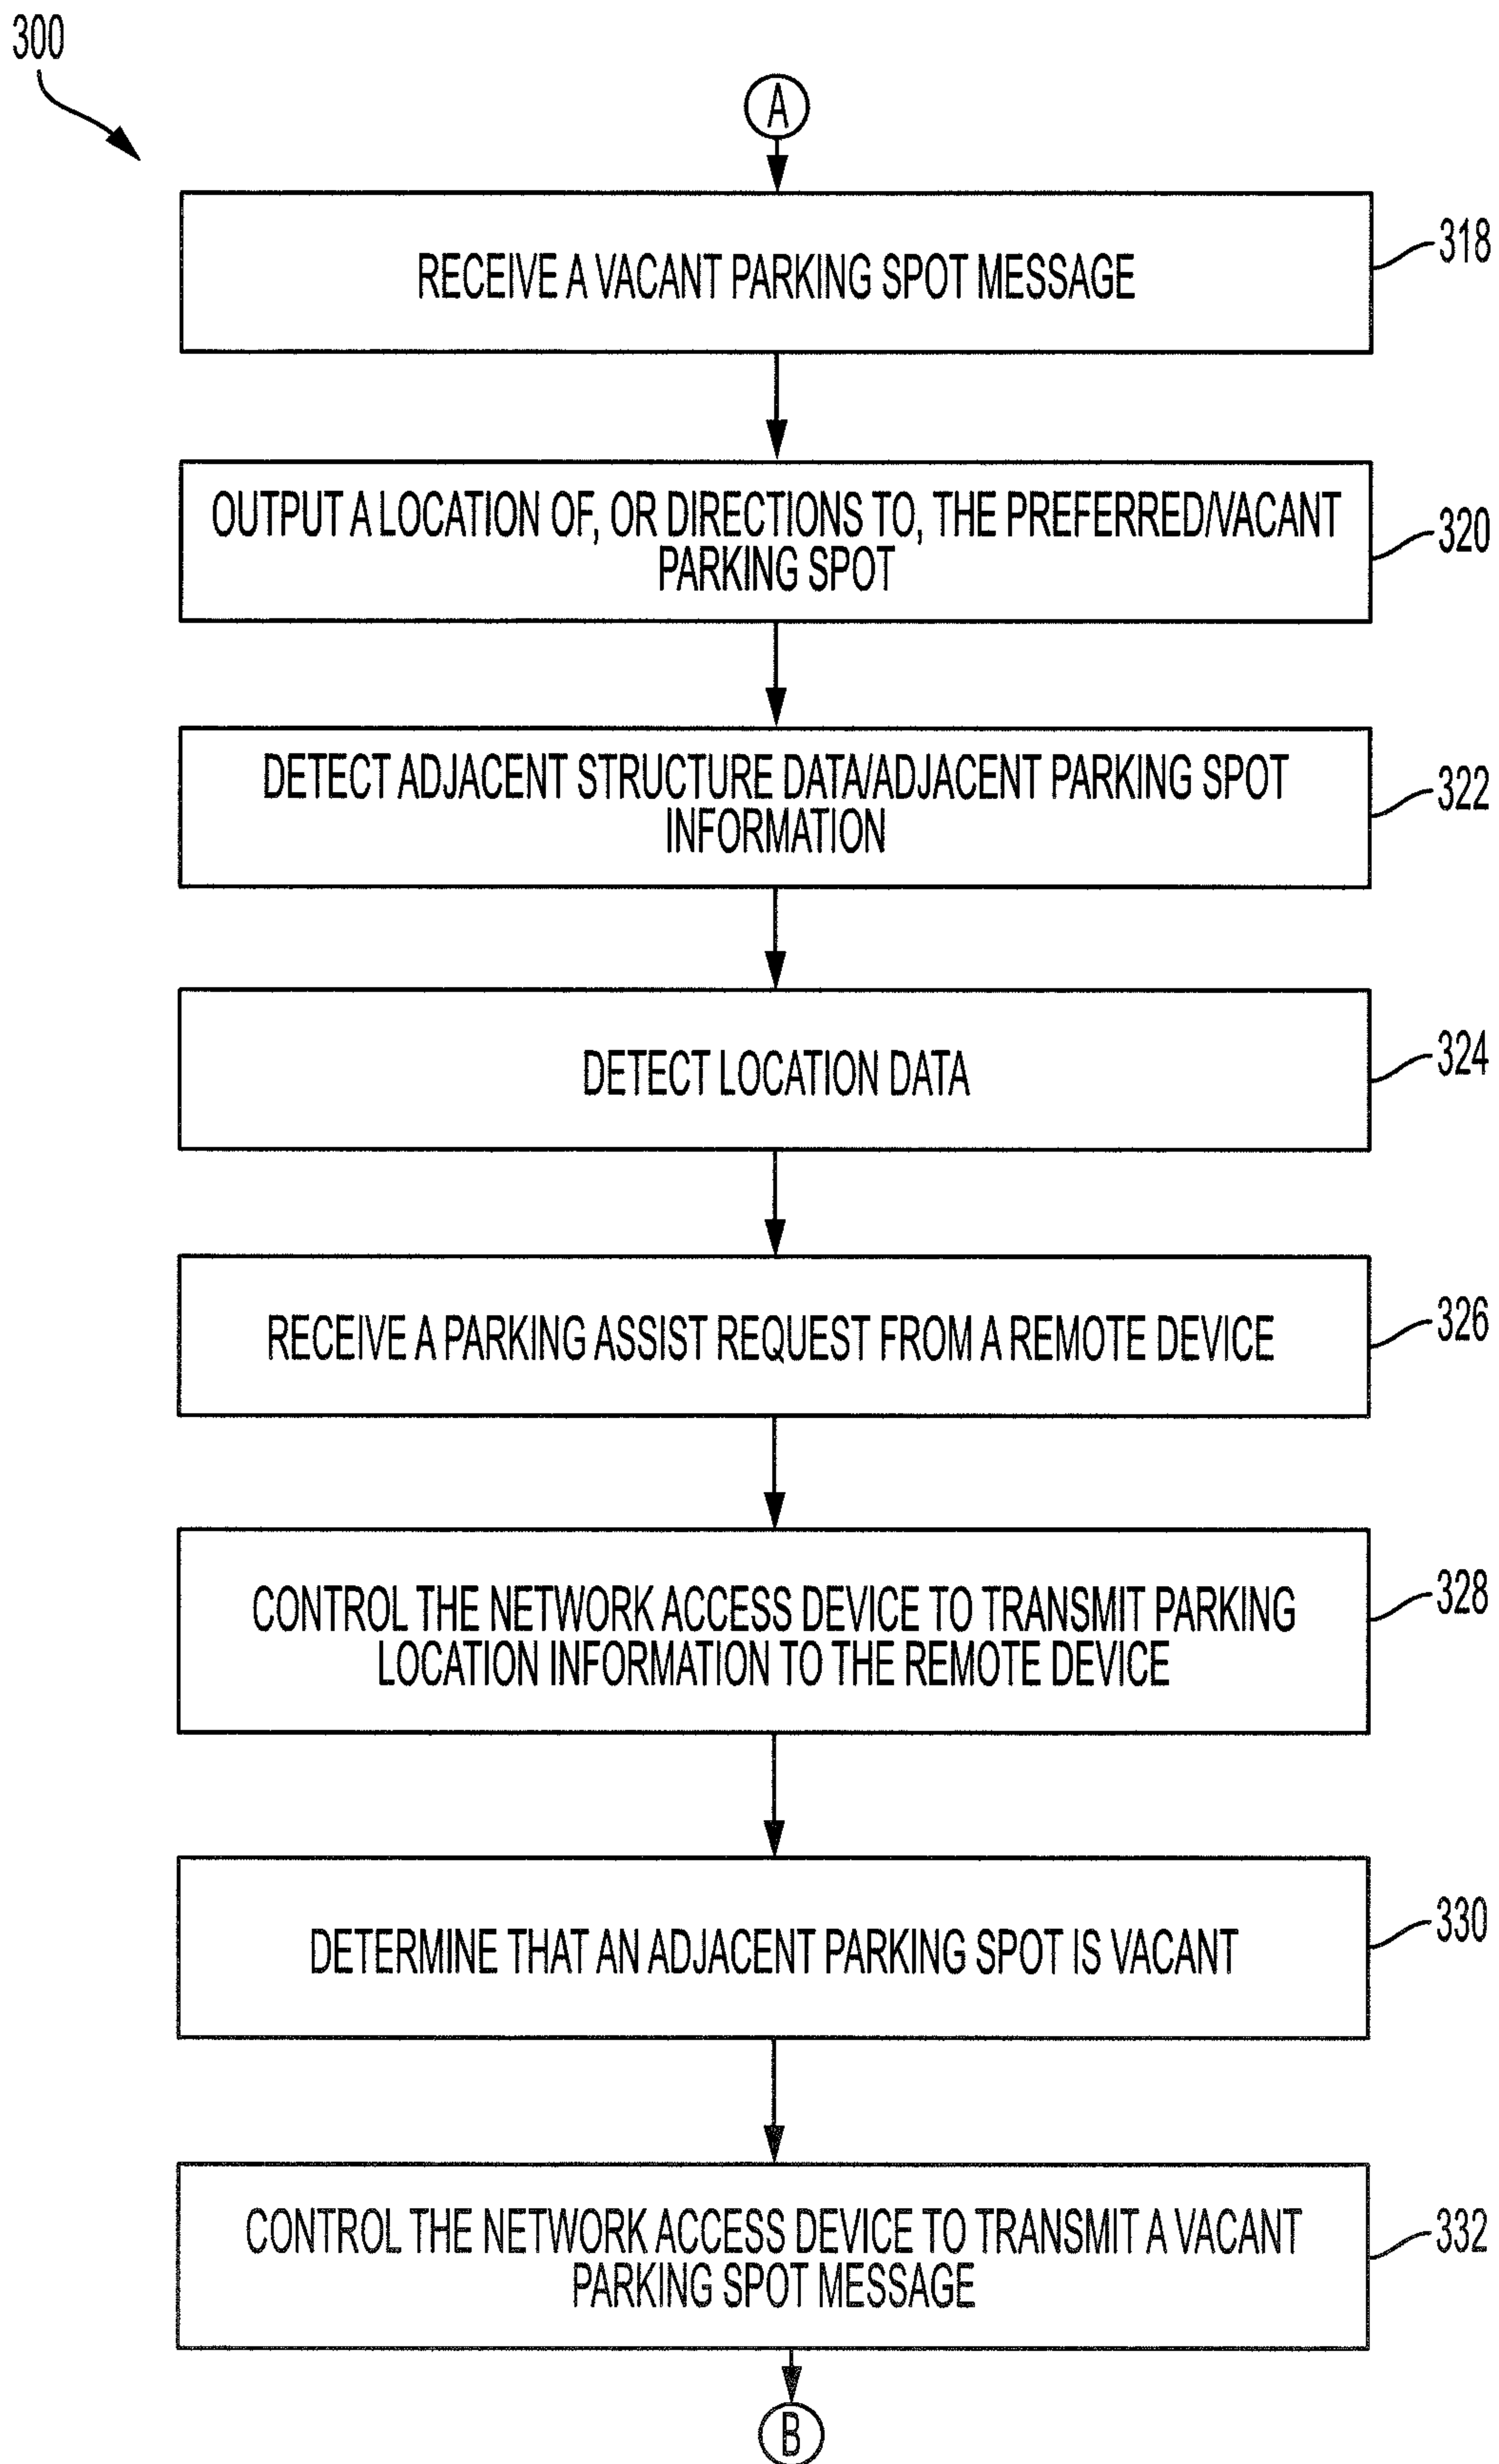 300
A
RECEIVE A VACANT PARKING SPOT MESSAGE
318
OUTPUT A LOCATION OF, OR DIRECTIONS TO, THE PREFERRED/VACANT
PARKING SPOT
320
DETECT ADJACENT STRUCTURE DATA/ADJACENT PARKING SPOT
INFORMATION
322
DETECT LOCATION DATA
324
RECEIVE A PARKING ASSIST REQUEST FROM A REMOTE DEVICE
326
CONTROL THE NETWORK ACCESS DEVICE TO TRANSMIT PARKING
LOCATION INFORMATION TO THE REMOTE DEVICE
328
DETERMINE THAT AN ADJACENT PARKING SPOT IS VACANT
330
CONTROL THE NETWORK ACCESS DEVICE TO TRANSMIT A VACANT
PARKING SPOT MESSAGE
332
B